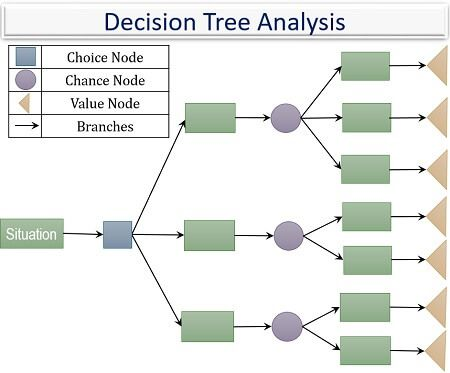 Decision Tree Analysis
Choice Node
Chance Node
Value Node
Branches
Situation